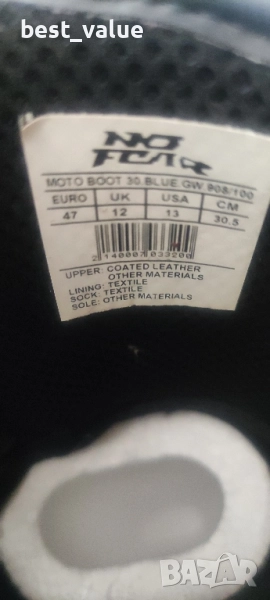 best_value
NO
FEAR
MOTO BOOT 30.BLUE.GW.908/100
EURO UK USA CM
47 12 13 30.5
UPPER: COATED LEATHER
OTHER MATERIALS
LINING: TEXTILE
SOCK: TEXTILE
SOLE: OTHER MATERIALS
BAZAR